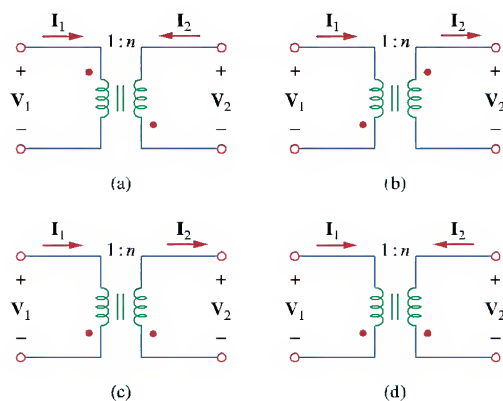 I1 I2 I1 I2
1 : n 1 : n
+ + + +
V1 V2 V1 V2
− − − −
(a) (b)
I1 I2 I1 I2
1 : n 1 : n
+ + + +
V1 V2 V1 V2
− − − −
(c) (d)